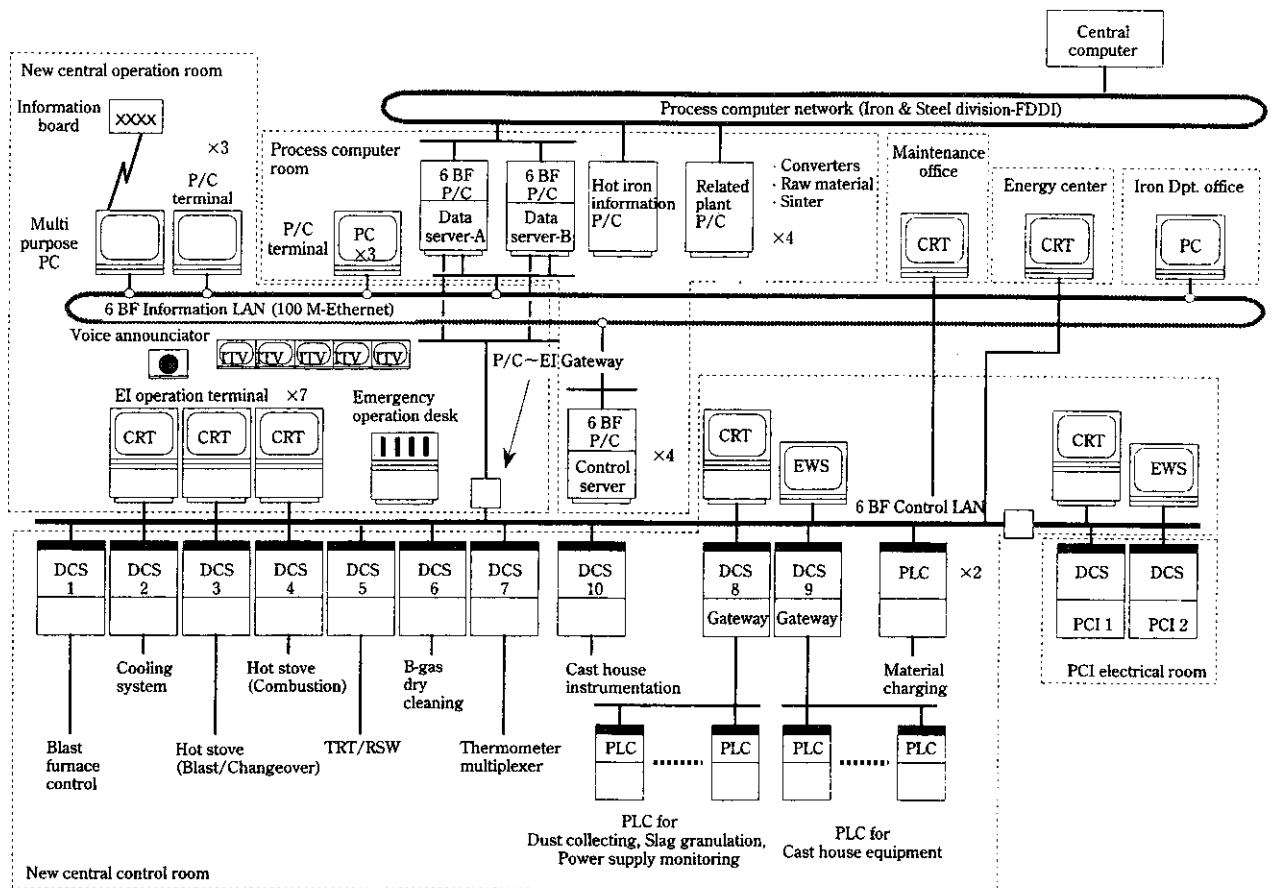 Central
computer
New central operation room
Information
board
XXXX
×3
P/C
terminal
Multi
purpose
PC
Process computer network (Iron & Steel division-FDDI)
Process computer
room
P/C
terminal
PC
×3
6 BF
P/C
Data
server-A
6 BF
P/C
Data
server-B
Hot iron
information
P/C
Related
plant
P/C
· Converters
· Raw material
· Sinter
×4
Maintenance
office
CRT
Energy center
CRT
Iron Dpt. office
PC
6 BF Information LAN (100 M-Ethernet)
Voice announciator
ITV ITV ITV ITV ITV
P/C~EI Gateway
EI operation terminal ×7
CRT CRT CRT
Emergency
operation desk
6 BF
P/C
Control
server
×4
CRT
EWS
CRT
EWS
6 BF Control LAN
DCS
1
DCS
2
DCS
3
DCS
4
DCS
5
DCS
6
DCS
7
DCS
10
DCS
8
Gateway
DCS
9
Gateway
PLC
×2
DCS
PCI 1
DCS
PCI 2
PCI electrical room
Cooling
system
Hot stove
(Combustion)
B-gas
dry
cleaning
Cast house
instrumentation
Material
charging
Blast
furnace
control
Hot stove
(Blast/Changeover)
TRT/RSW
Thermometer
multiplexer
PLC
PLC
PLC
PLC
PLC for
Dust collecting, Slag granulation,
Power supply monitoring
PLC for
Cast house equipment
New central control room